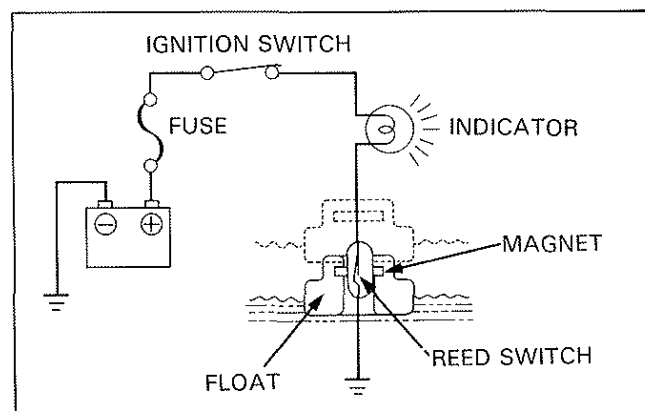 IGNITION SWITCH
FUSE
INDICATOR
− +
MAGNET
REED SWITCH
FLOAT